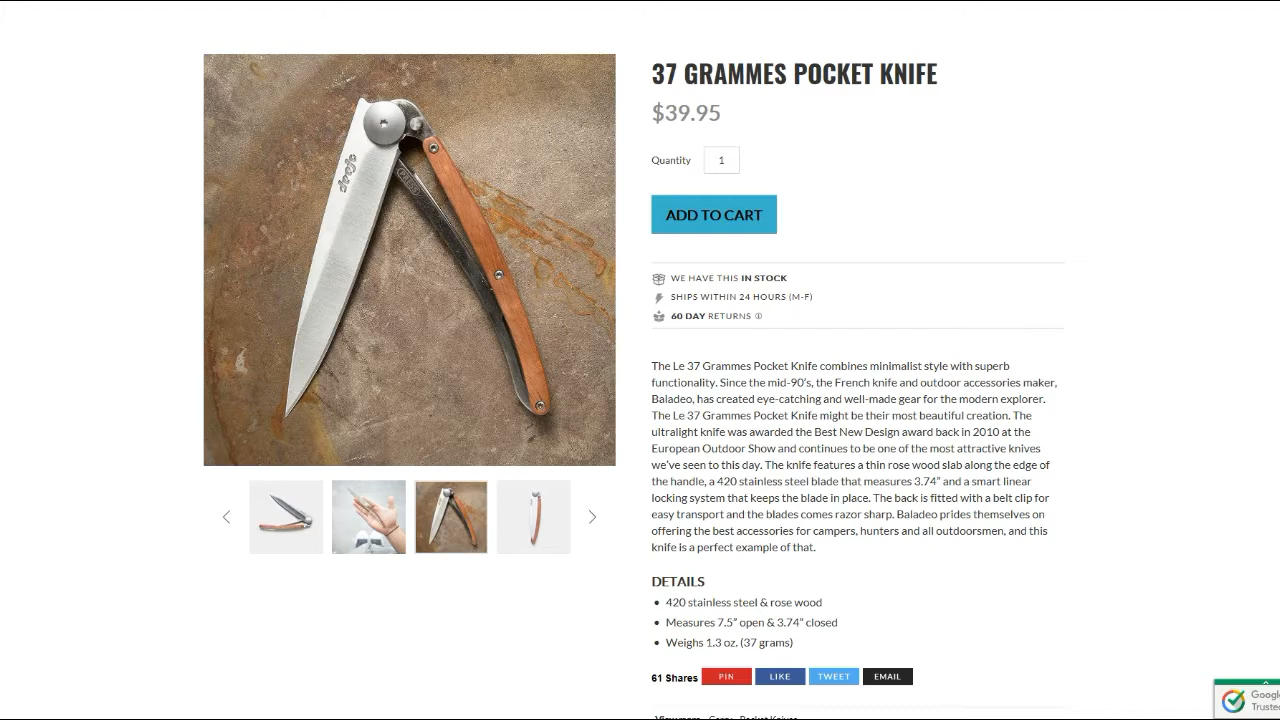 37 GRAMMES POCKET KNIFE
$39.95
Quantity 1
ADD TO CART
WE HAVE THIS IN STOCK
SHIPS WITHIN 24 HOURS (M-F)
60 DAY RETURNS
deejo
The Le 37 Grammes Pocket Knife combines minimalist style with superb
functionality. Since the mid-90's, the French knife and outdoor accessories maker,
Baladeo, has created eye-catching and well-made gear for the modern explorer.
The Le 37 Grammes Pocket Knife might be their most beautiful creation. The
ultralight knife was awarded the Best New Design award back in 2010 at the
European Outdoor Show and continues to be one of the most attractive knives
we've seen to this day. The knife features a thin rose wood slab along the edge of
the handle, a 420 stainless steel blade that measures 3.74" and a smart linear
locking system that keeps the blade in place. The back is fitted with a belt clip for
easy transport and the blades comes razor sharp. Baladeo prides themselves on
offering the best accessories for campers, hunters and all outdoorsmen, and this
knife is a perfect example of that.
DETAILS
• 420 stainless steel & rose wood
• Measures 7.5" open & 3.74" closed
• Weighs 1.3 oz. (37 grams)
61 Shares PIN LIKE TWEET EMAIL